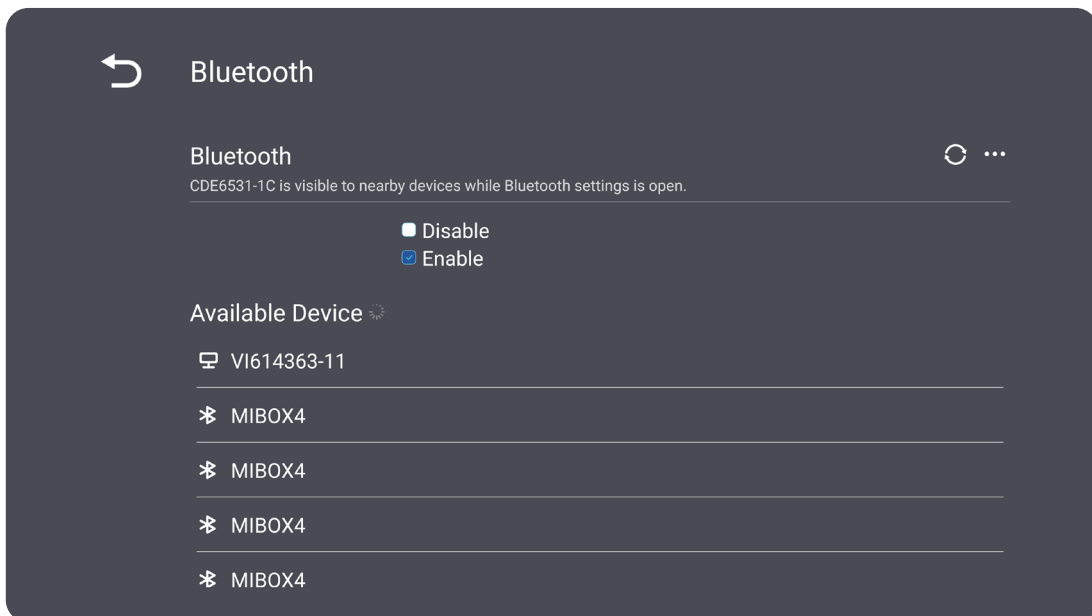 Bluetooth
Bluetooth
CDE6531-1C is visible to nearby devices while Bluetooth settings is open.
Disable
Enable
Available Device
VI614363-11
MIBOX4
MIBOX4
MIBOX4
MIBOX4